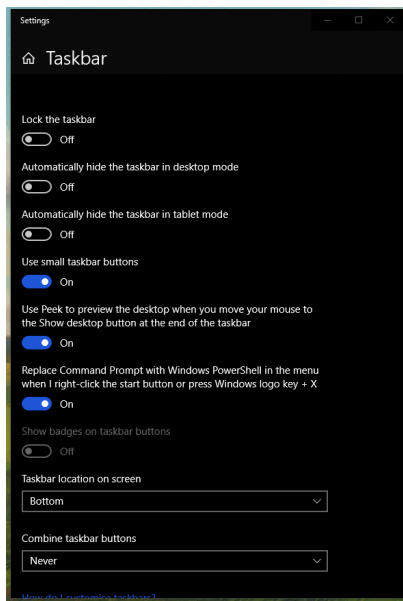 Settings
Taskbar
Lock the taskbar
Off
Automatically hide the taskbar in desktop mode
Off
Automatically hide the taskbar in tablet mode
Off
Use small taskbar buttons
On
Use Peek to preview the desktop when you move your mouse to
the Show desktop button at the end of the taskbar
On
Replace Command Prompt with Windows PowerShell in the menu
when I right-click the start button or press Windows logo key + X
On
Show badges on taskbar buttons
Off
Taskbar location on screen
Bottom
Combine taskbar buttons
Never
How do I customise taskbars?